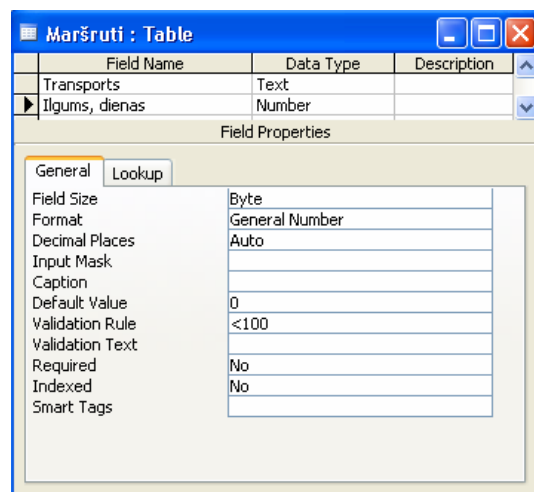 Maršruti : Table
Field Name Data Type Description
Transports Text
Ilgums, dienas Number
Field Properties
General Lookup
Field Size Byte
Format General Number
Decimal Places Auto
Input Mask
Caption
Default Value 0
Validation Rule <100
Validation Text
Required No
Indexed No
Smart Tags